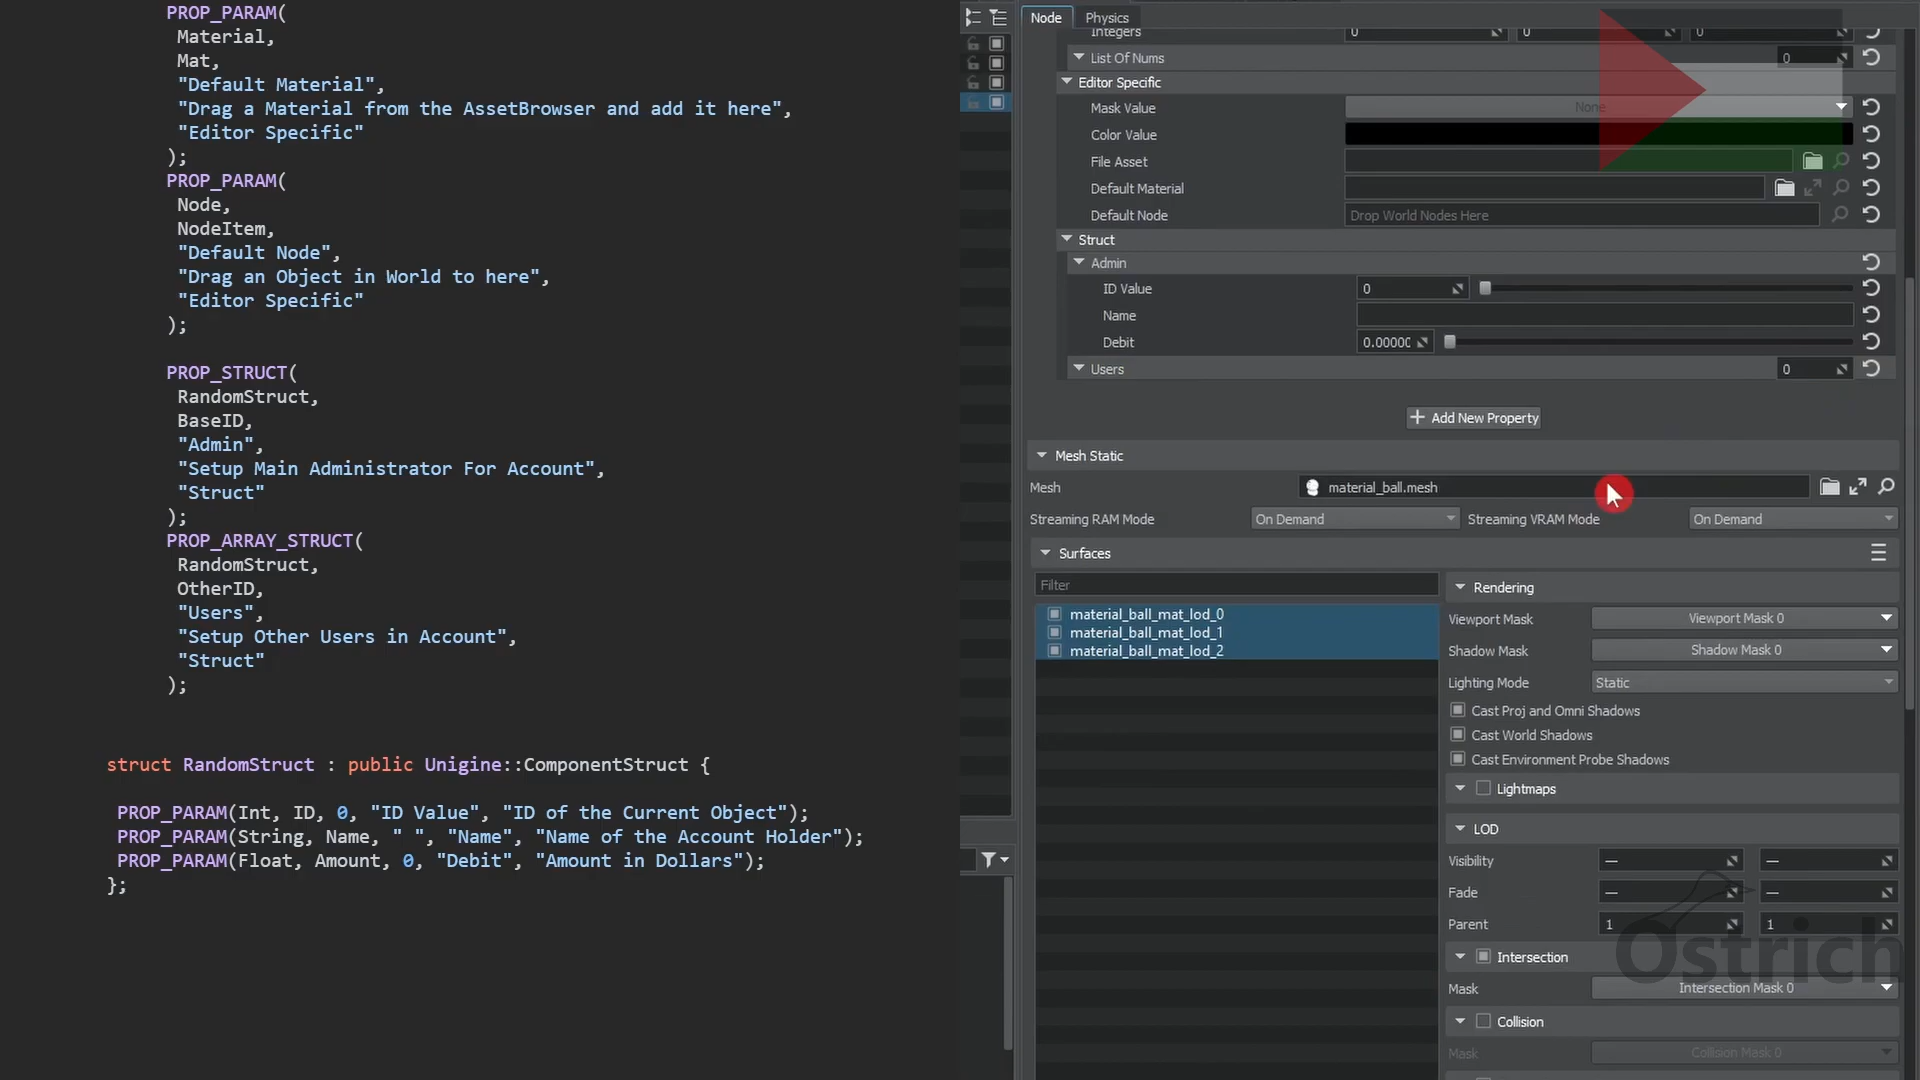 PROP_PARAM(
Material,
Mat,
"Default Material",
"Drag a Material from the AssetBrowser and add it here",
"Editor Specific"
);
PROP_PARAM(
Node,
NodeItem,
"Default Node",
"Drag an Object in World to here",
"Editor Specific"
);
PROP_STRUCT(
RandomStruct,
BaseID,
"Admin",
"Setup Main Administrator For Account",
"Struct"
);
PROP_ARRAY_STRUCT(
RandomStruct,
OtherID,
"Users",
"Setup Other Users in Account",
"Struct"
);
struct RandomStruct : public Unigine::ComponentStruct {
PROP_PARAM(Int, ID, 0, "ID Value", "ID of the Current Object");
PROP_PARAM(String, Name, " ", "Name", "Name of the Account Holder");
PROP_PARAM(Float, Amount, 0, "Debit", "Amount in Dollars");
};
Node Physics
Integers 0 0 0
List Of Nums 0
Editor Specific
Mask Value None
Color Value
File Asset
Default Material
Default Node Drop World Nodes Here
Struct
Admin
ID Value 0
Name
Debit 0.0000
Users 0
+ Add New Property
Mesh Static
Mesh material_ball.mesh
Streaming RAM Mode On Demand Streaming VRAM Mode On Demand
Surfaces
Filter
material_ball_mat_lod_0
material_ball_mat_lod_1
material_ball_mat_lod_2
Rendering
Viewport Mask Viewport Mask 0
Shadow Mask Shadow Mask 0
Lighting Mode Static
Cast Proj and Omni Shadows
Cast World Shadows
Cast Environment Probe Shadows
Lightmaps
LOD
Visibility — —
Fade — —
Parent 1 1
Intersection
Mask Intersection Mask 0
Collision
Mask Collision Mask 0
Ostrich